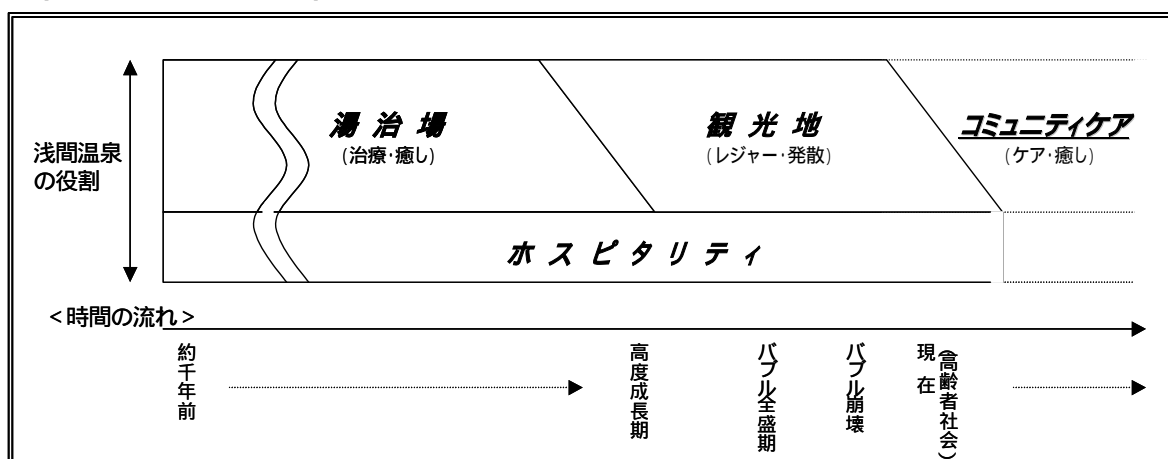 湯治場
(治療・癒し)
観光地
(レジャー・発散)
コミュニティケア
(ケア・癒し)
浅間温泉
の役割
ホスピタリティ
<時間の流れ>
約千年前
高度成長期
バブル全盛期
バブル崩壊
現在
(高齢者社会)